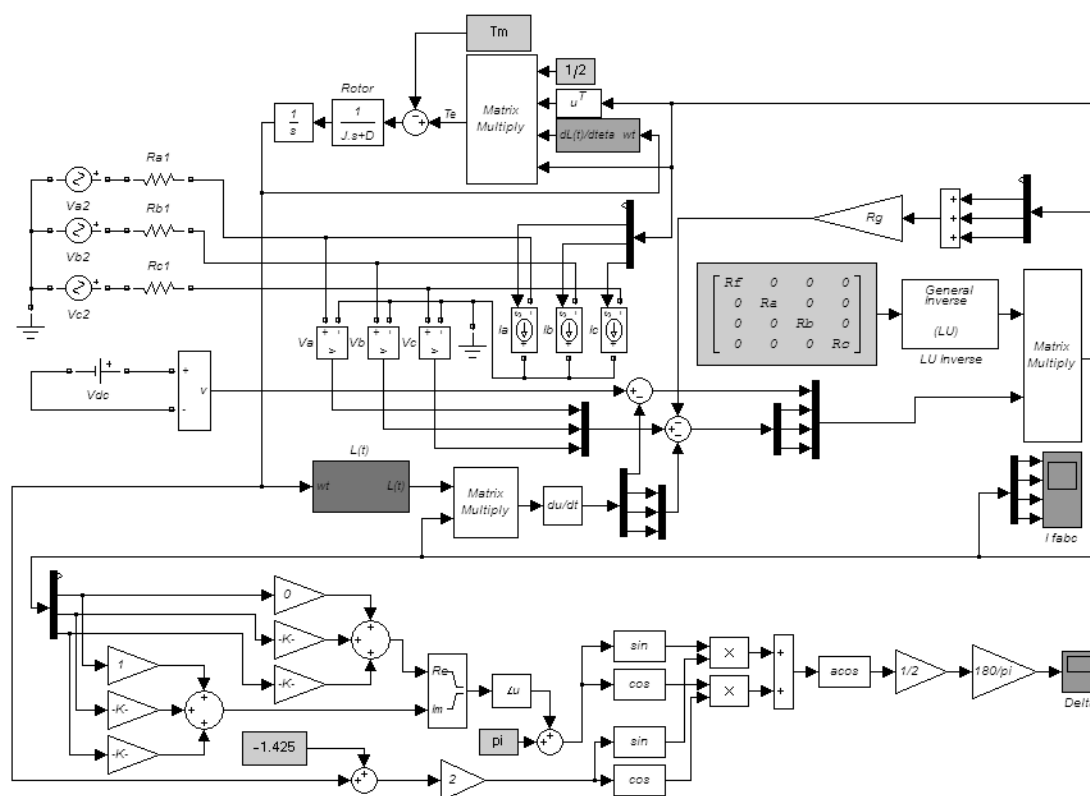 Tm
1/2
u^T
Matrix Multiply
dL(t)/dteta wt
Te
Rotor
1
J.s+D
1
s
Ra1
Va2
Rb1
Vb2
Rc1
Vc2
Rg
Rf 0 0 0
0 Ra 0 0
0 0 Rb 0
0 0 0 Rc
General Inverse (LU)
LU Inverse
Matrix Multiply
Va
Vb
Vc
Ia
Ib
Ic
Vdc
v
L(t)
wt L(t)
Matrix Multiply
du/dt
I fabc
0
-K-
-K-
1
-K-
-K-
Re
Im
∠u
pi
-1.425
2
sin
cos
sin
cos
×
×
acos
1/2
180/pi